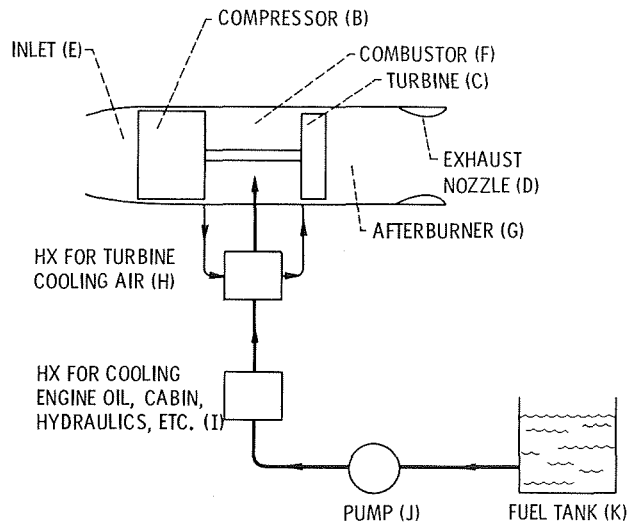 COMPRESSOR (B)
INLET (E)
COMBUSTOR (F)
TURBINE (C)
EXHAUST
NOZZLE (D)
AFTERBURNER (G)
HX FOR TURBINE
COOLING AIR (H)
HX FOR COOLING
ENGINE OIL, CABIN,
HYDRAULICS, ETC. (I)
PUMP (J)
FUEL TANK (K)